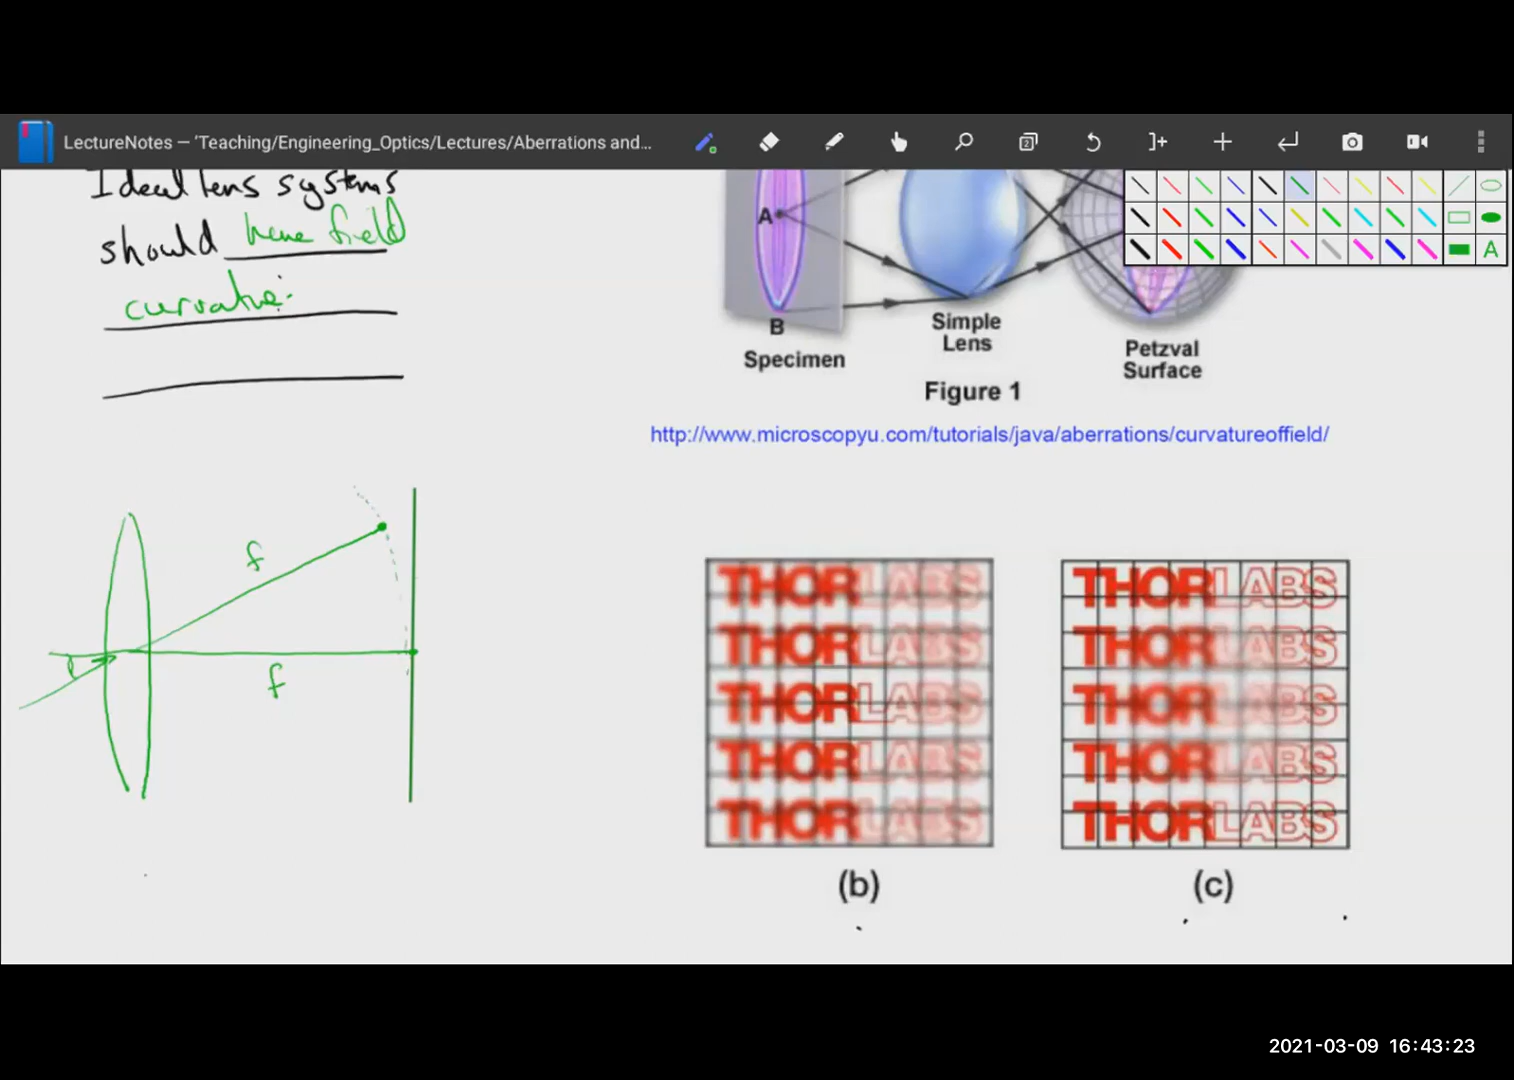 LectureNotes — 'Teaching/Engineering_Optics/Lectures/Aberrations and...
2
A
Ideal lens systems
should have field
curvature.
A
B
Specimen
Simple
Lens
Petzval
Surface
Figure 1
http://www.microscopyu.com/tutorials/java/aberrations/curvatureoffield/
f
f
THORLABS
THORLABS
THORLABS
THORLABS
THORLABS
(b)
THORLABS
THORLABS
THORLABS
THORLABS
THORLABS
(c)
2021-03-09 16:43:23